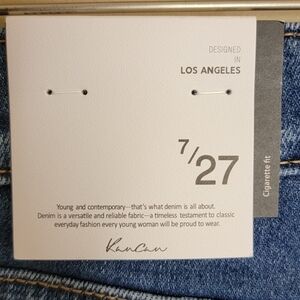 DESIGNED
IN
LOS ANGELES
7/27
Cigarette fit
Young and contemporary—that's what denim is all about.
Denim is a versatile and reliable fabric—a timeless testament to classic
everyday fashion every young woman will be proud to wear.
KanCan